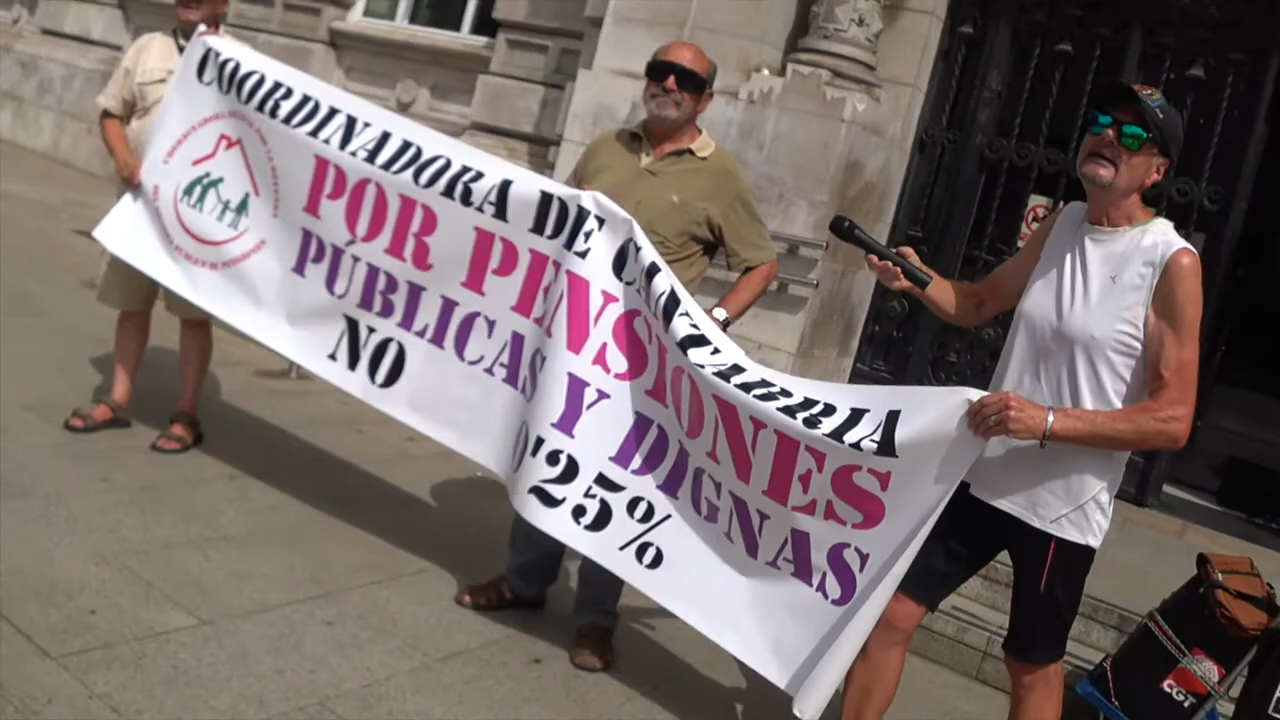 COORDINADORA DE CANTABRIA
POR PENSIONES
PÚBLICAS Y DIGNAS
NO 0'25%
CGT